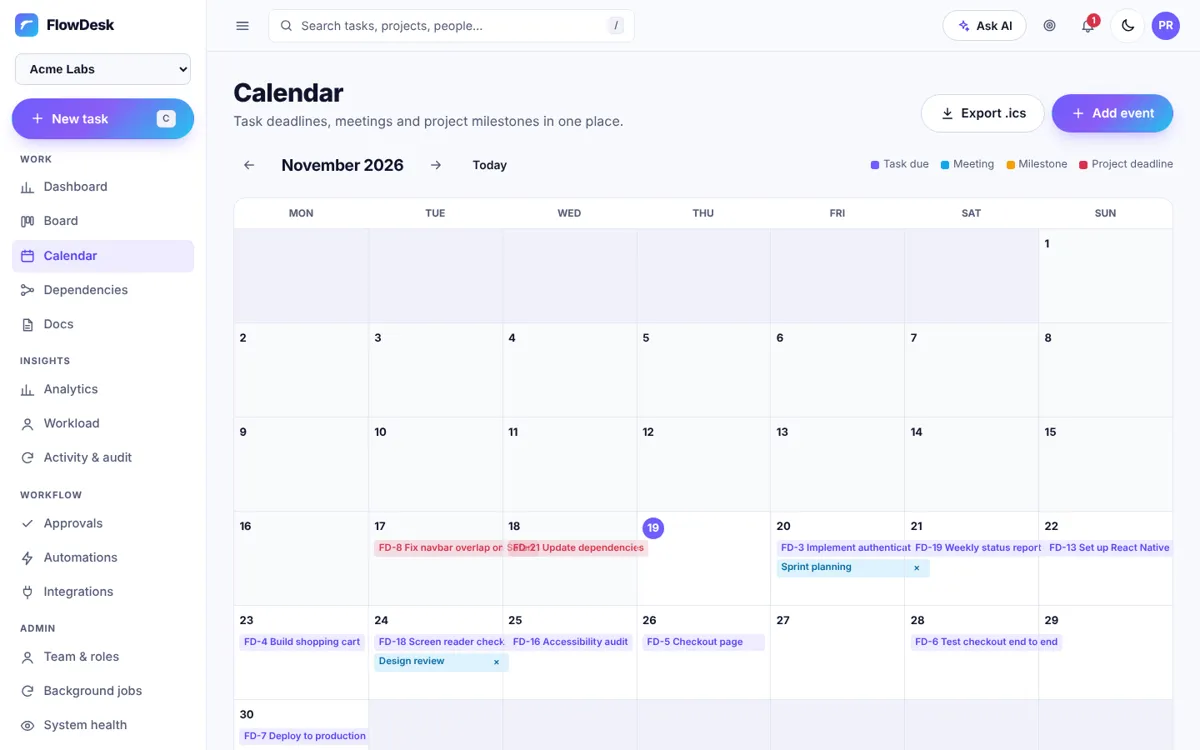 FlowDesk
Acme Labs
+ New task C
WORK
Dashboard
Board
Calendar
Dependencies
Docs
INSIGHTS
Analytics
Workload
Activity & audit
WORKFLOW
Approvals
Automations
Integrations
ADMIN
Team & roles
Background jobs
System health
Search tasks, projects, people... /
Ask AI
1
PR
Calendar
Task deadlines, meetings and project milestones in one place.
Export .ics
+ Add event
← November 2026 → Today
Task due Meeting Milestone Project deadline
MON TUE WED THU FRI SAT SUN
1
2 3 4 5 6 7 8
9 10 11 12 13 14 15
16 17 18 19 20 21 22
FD-8 Fix navbar overlap on FD-21 Update dependencies FD-3 Implement authenticat FD-19 Weekly status report FD-13 Set up React Native
Sprint planning ×
23 24 25 26 27 28 29
FD-4 Build shopping cart FD-18 Screen reader check FD-16 Accessibility audit FD-5 Checkout page FD-6 Test checkout end to end
Design review ×
30
FD-7 Deploy to production